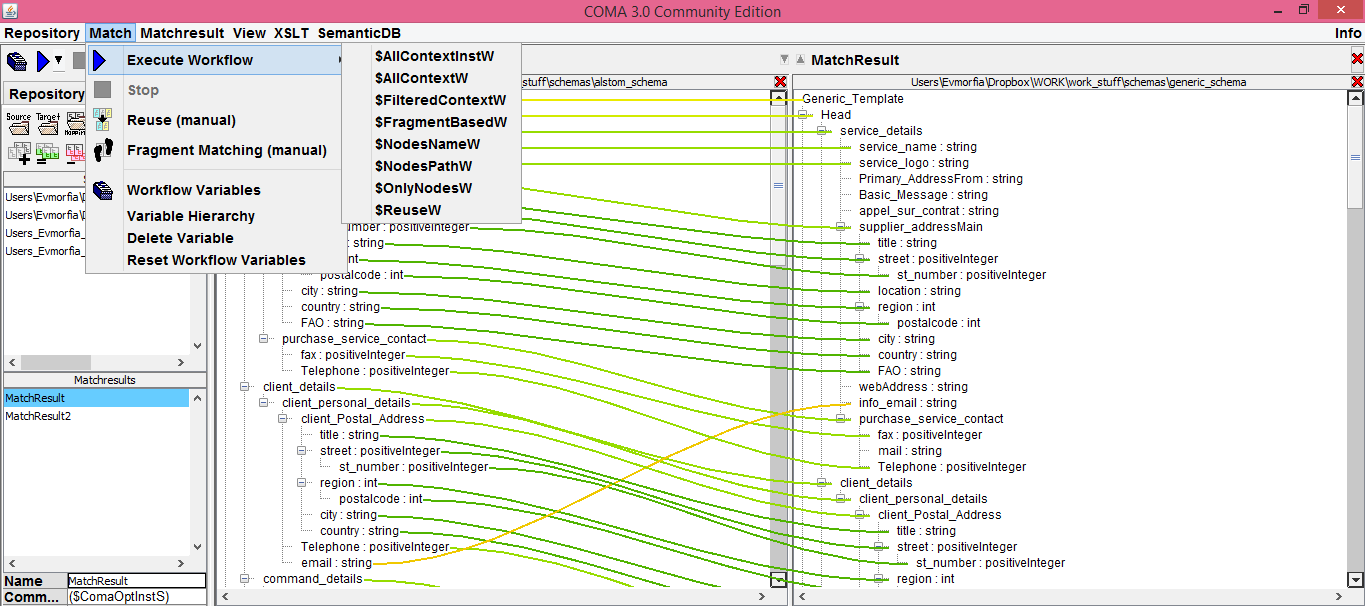 COMA 3.0 Community Edition
Repository Match Matchresult View XSLT SemanticDB Info
Execute Workflow
Stop
Reuse (manual)
Fragment Matching (manual)
Workflow Variables
Variable Hierarchy
Delete Variable
Reset Workflow Variables
$AllContextInstW
$AllContextW
$FilteredContextW
$FragmentBasedW
$NodesNameW
$NodesPathW
$OnlyNodesW
$ReuseW
Repository
Source Target
Users\Evmorfia\D
Users\Evmorfia\D
Users_Evmorfia_
Users_Evmorfia_
Matchresults
MatchResult
MatchResult2
Name MatchResult
Comm... ($ComaOptInstS)
MatchResult
stuff\schemas\alstom_schema
number : positiveInteger
: string
int
postalcode : int
city : string
country : string
FAO : string
purchase_service_contact
fax : positiveInteger
Telephone : positiveInteger
client_details
client_personal_details
client_Postal_Address
title : string
street : positiveInteger
st_number : positiveInteger
region : int
postalcode : int
city : string
country : string
Telephone : positiveInteger
email : string
command_details
Users\Evmorfia\Dropbox\WORK\work_stuff\schemas\generic_schema
Generic_Template
Head
service_details
service_name : string
service_logo : string
Primary_AddressFrom : string
Basic_Message : string
appel_sur_contrat : string
supplier_addressMain
title : string
street : positiveInteger
st_number : positiveInteger
location : string
region : int
postalcode : int
city : string
country : string
FAO : string
webAddress : string
info_email : string
purchase_service_contact
fax : positiveInteger
mail : string
Telephone : positiveInteger
client_details
client_personal_details
client_Postal_Address
title : string
street : positiveInteger
st_number : positiveInteger
region : int